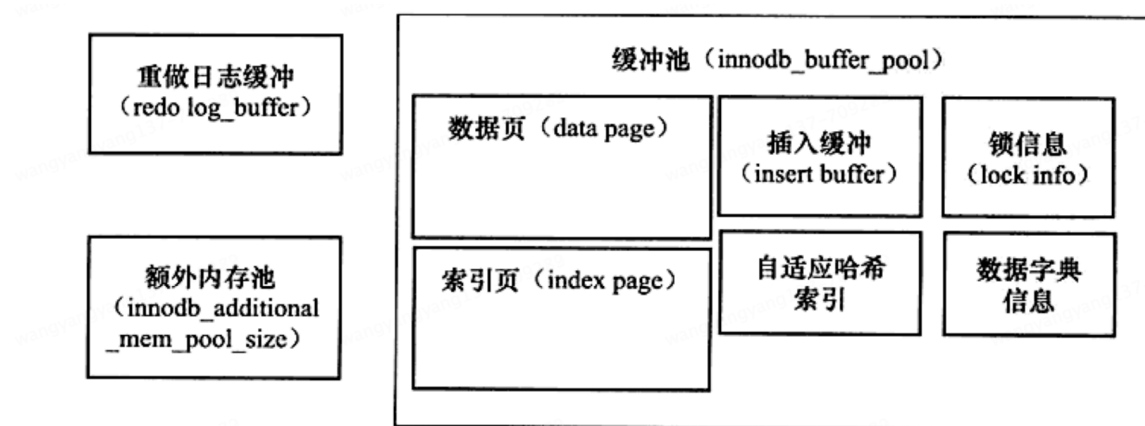 重做日志缓冲
（redo log_buffer）
额外内存池
（innodb_additional
_mem_pool_size）
缓冲池（innodb_buffer_pool）
数据页（data page）
插入缓冲
（insert buffer）
锁信息
（lock info）
索引页（index page）
自适应哈希
索引
数据字典
信息